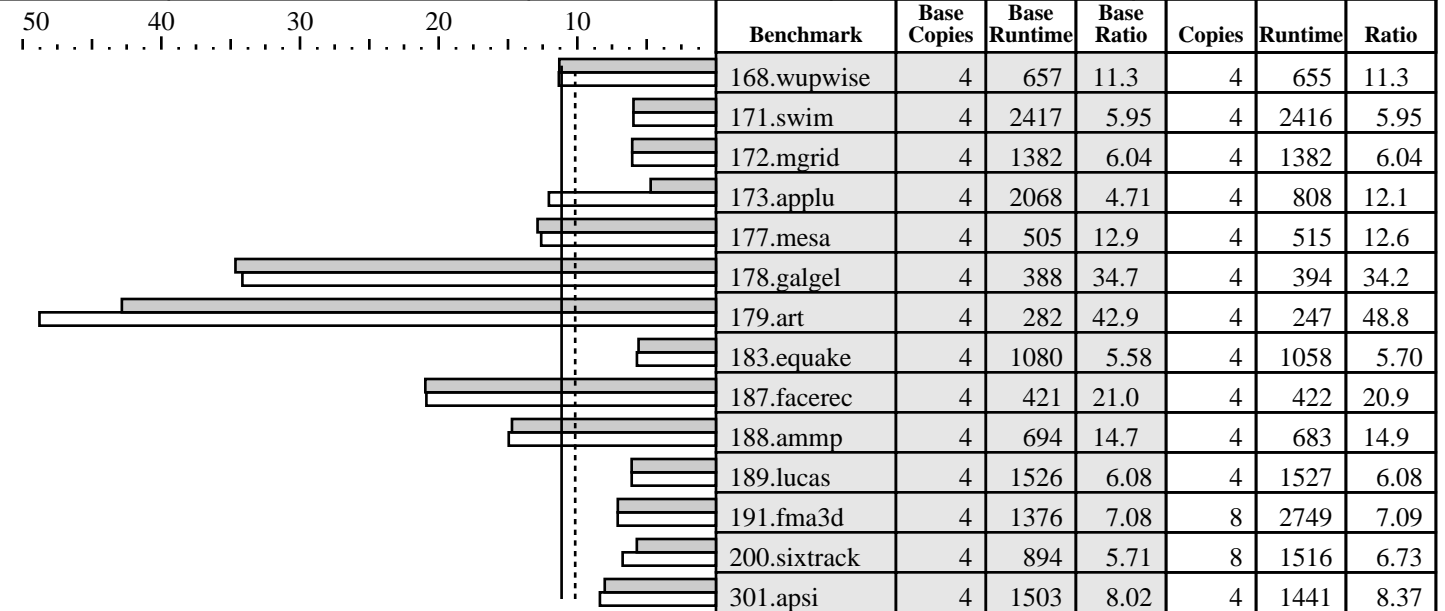 50 40 30 20 10
Benchmark Base Copies Base Runtime Base Ratio Copies Runtime Ratio
168.wupwise 4 657 11.3 4 655 11.3
171.swim 4 2417 5.95 4 2416 5.95
172.mgrid 4 1382 6.04 4 1382 6.04
173.applu 4 2068 4.71 4 808 12.1
177.mesa 4 505 12.9 4 515 12.6
178.galgel 4 388 34.7 4 394 34.2
179.art 4 282 42.9 4 247 48.8
183.equake 4 1080 5.58 4 1058 5.70
187.facerec 4 421 21.0 4 422 20.9
188.ammp 4 694 14.7 4 683 14.9
189.lucas 4 1526 6.08 4 1527 6.08
191.fma3d 4 1376 7.08 8 2749 7.09
200.sixtrack 4 894 5.71 8 1516 6.73
301.apsi 4 1503 8.02 4 1441 8.37